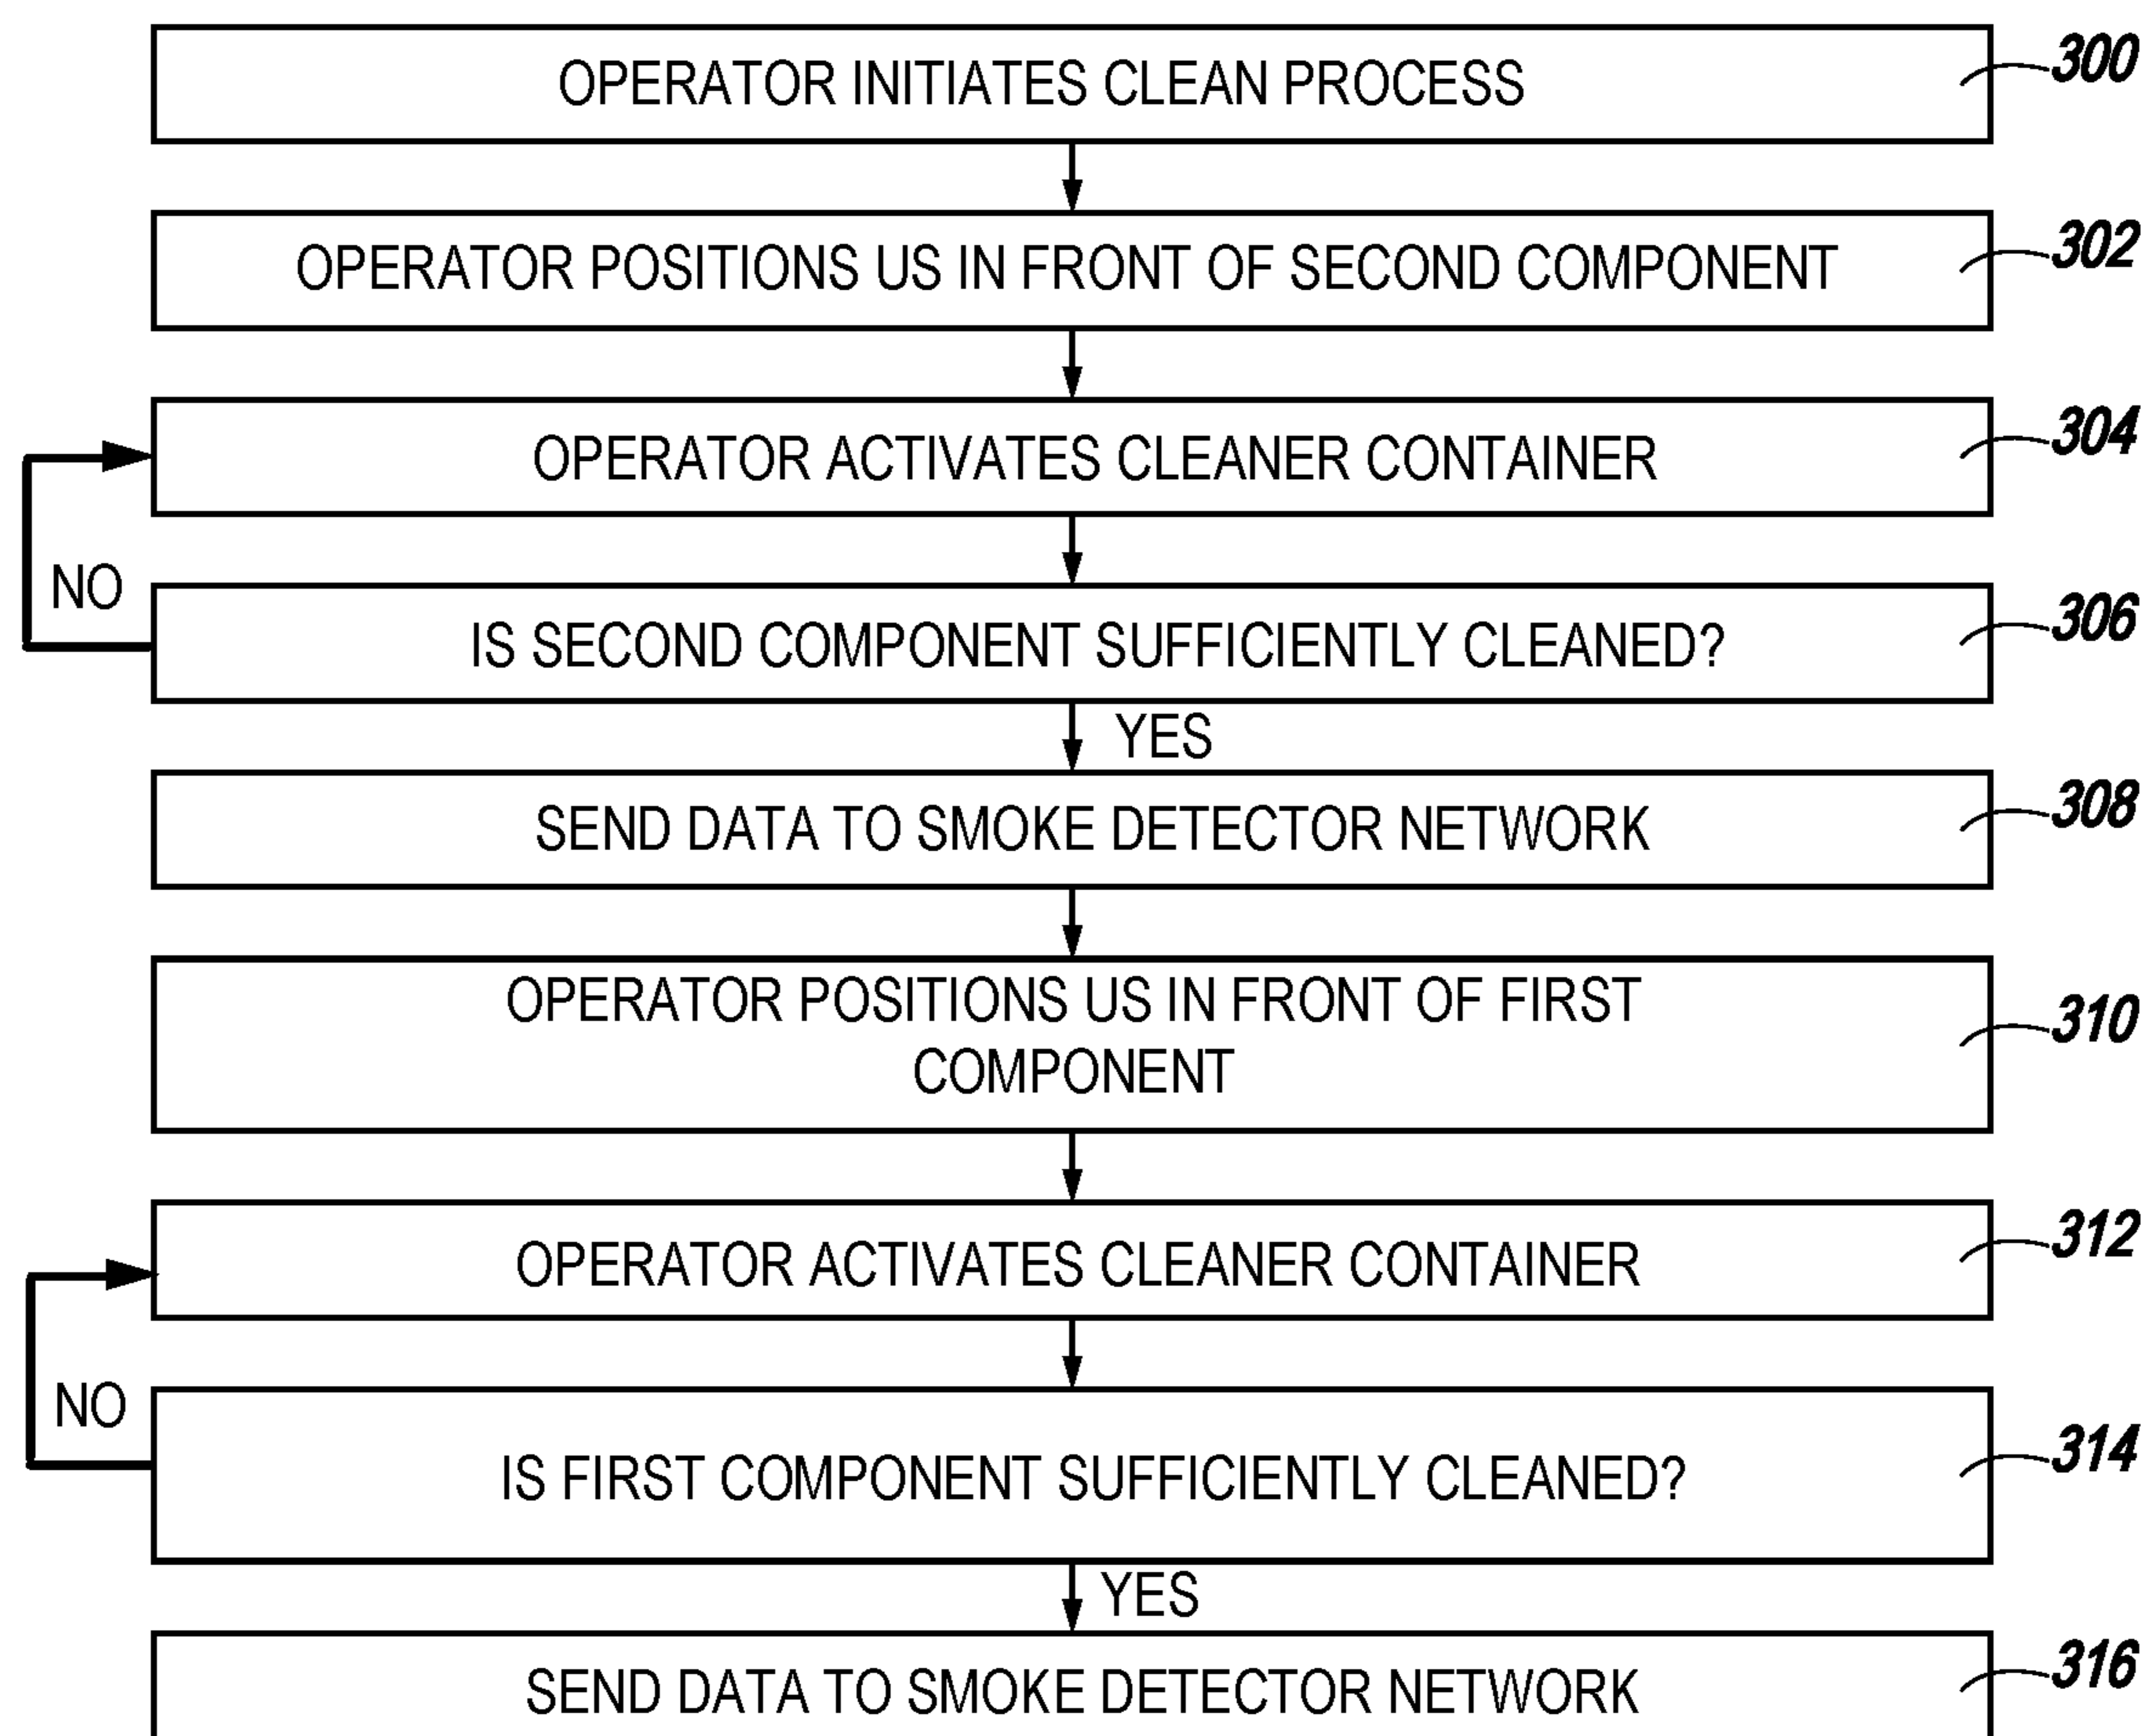 OPERATOR INITIATES CLEAN PROCESS
300
OPERATOR POSITIONS US IN FRONT OF SECOND COMPONENT
302
OPERATOR ACTIVATES CLEANER CONTAINER
304
NO
IS SECOND COMPONENT SUFFICIENTLY CLEANED?
306
YES
SEND DATA TO SMOKE DETECTOR NETWORK
308
OPERATOR POSITIONS US IN FRONT OF FIRST
COMPONENT
310
OPERATOR ACTIVATES CLEANER CONTAINER
312
NO
IS FIRST COMPONENT SUFFICIENTLY CLEANED?
314
YES
SEND DATA TO SMOKE DETECTOR NETWORK
316